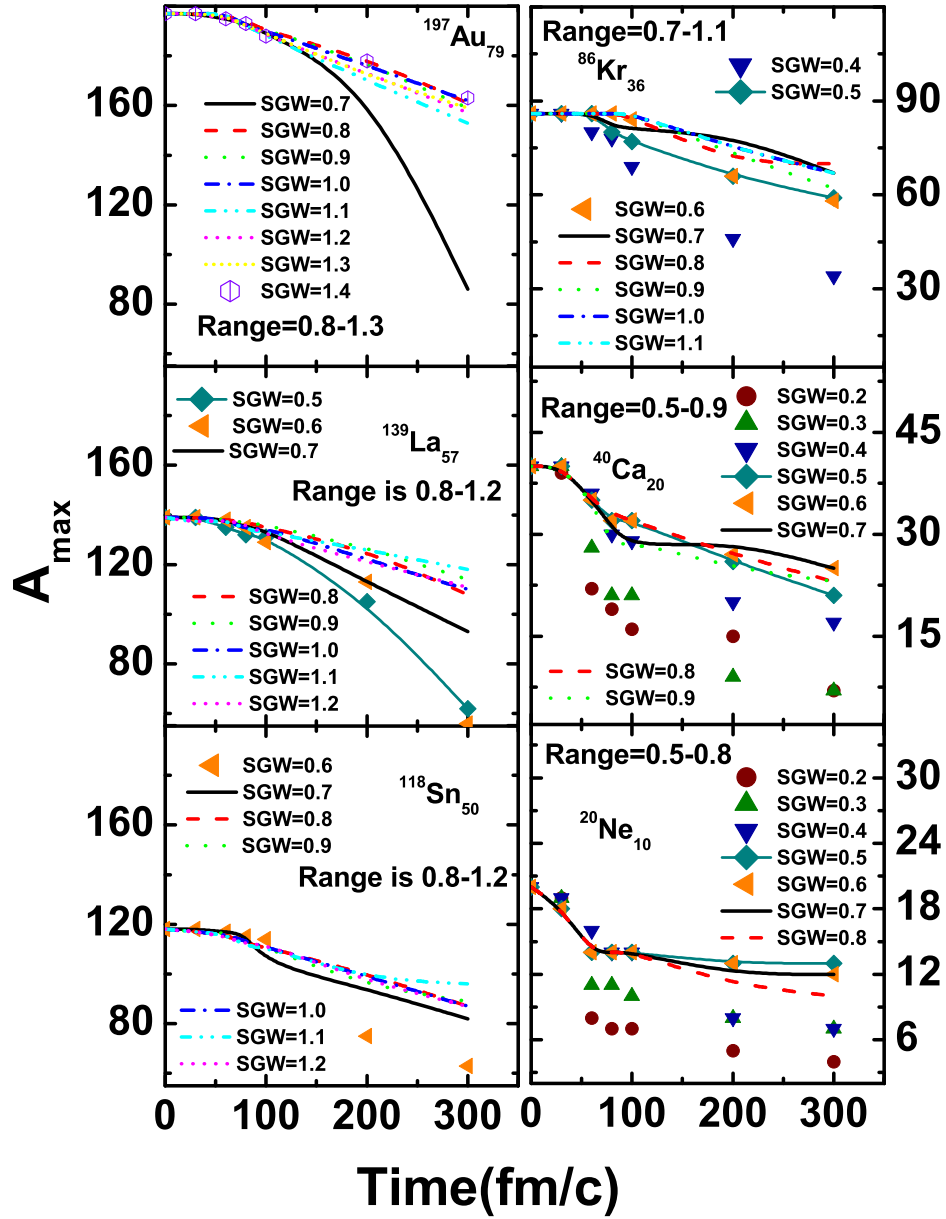 A_max
197Au79
160
120
80
SGW=0.7
SGW=0.8
SGW=0.9
SGW=1.0
SGW=1.1
SGW=1.2
SGW=1.3
SGW=1.4
Range=0.8-1.3
Range=0.7-1.1
86Kr36
SGW=0.4
SGW=0.5
SGW=0.6
SGW=0.7
SGW=0.8
SGW=0.9
SGW=1.0
SGW=1.1
90
60
30
SGW=0.5
SGW=0.6
SGW=0.7
139La57
Range is 0.8-1.2
160
120
80
SGW=0.8
SGW=0.9
SGW=1.0
SGW=1.1
SGW=1.2
Range=0.5-0.9
40Ca20
SGW=0.2
SGW=0.3
SGW=0.4
SGW=0.5
SGW=0.6
SGW=0.7
SGW=0.8
SGW=0.9
45
30
15
SGW=0.6
SGW=0.7
SGW=0.8
SGW=0.9
118Sn50
Range is 0.8-1.2
160
120
80
SGW=1.0
SGW=1.1
SGW=1.2
0 100 200 300
Range=0.5-0.8
20Ne10
SGW=0.2
SGW=0.3
SGW=0.4
SGW=0.5
SGW=0.6
SGW=0.7
SGW=0.8
30
24
18
12
6
0 100 200 300
Time(fm/c)